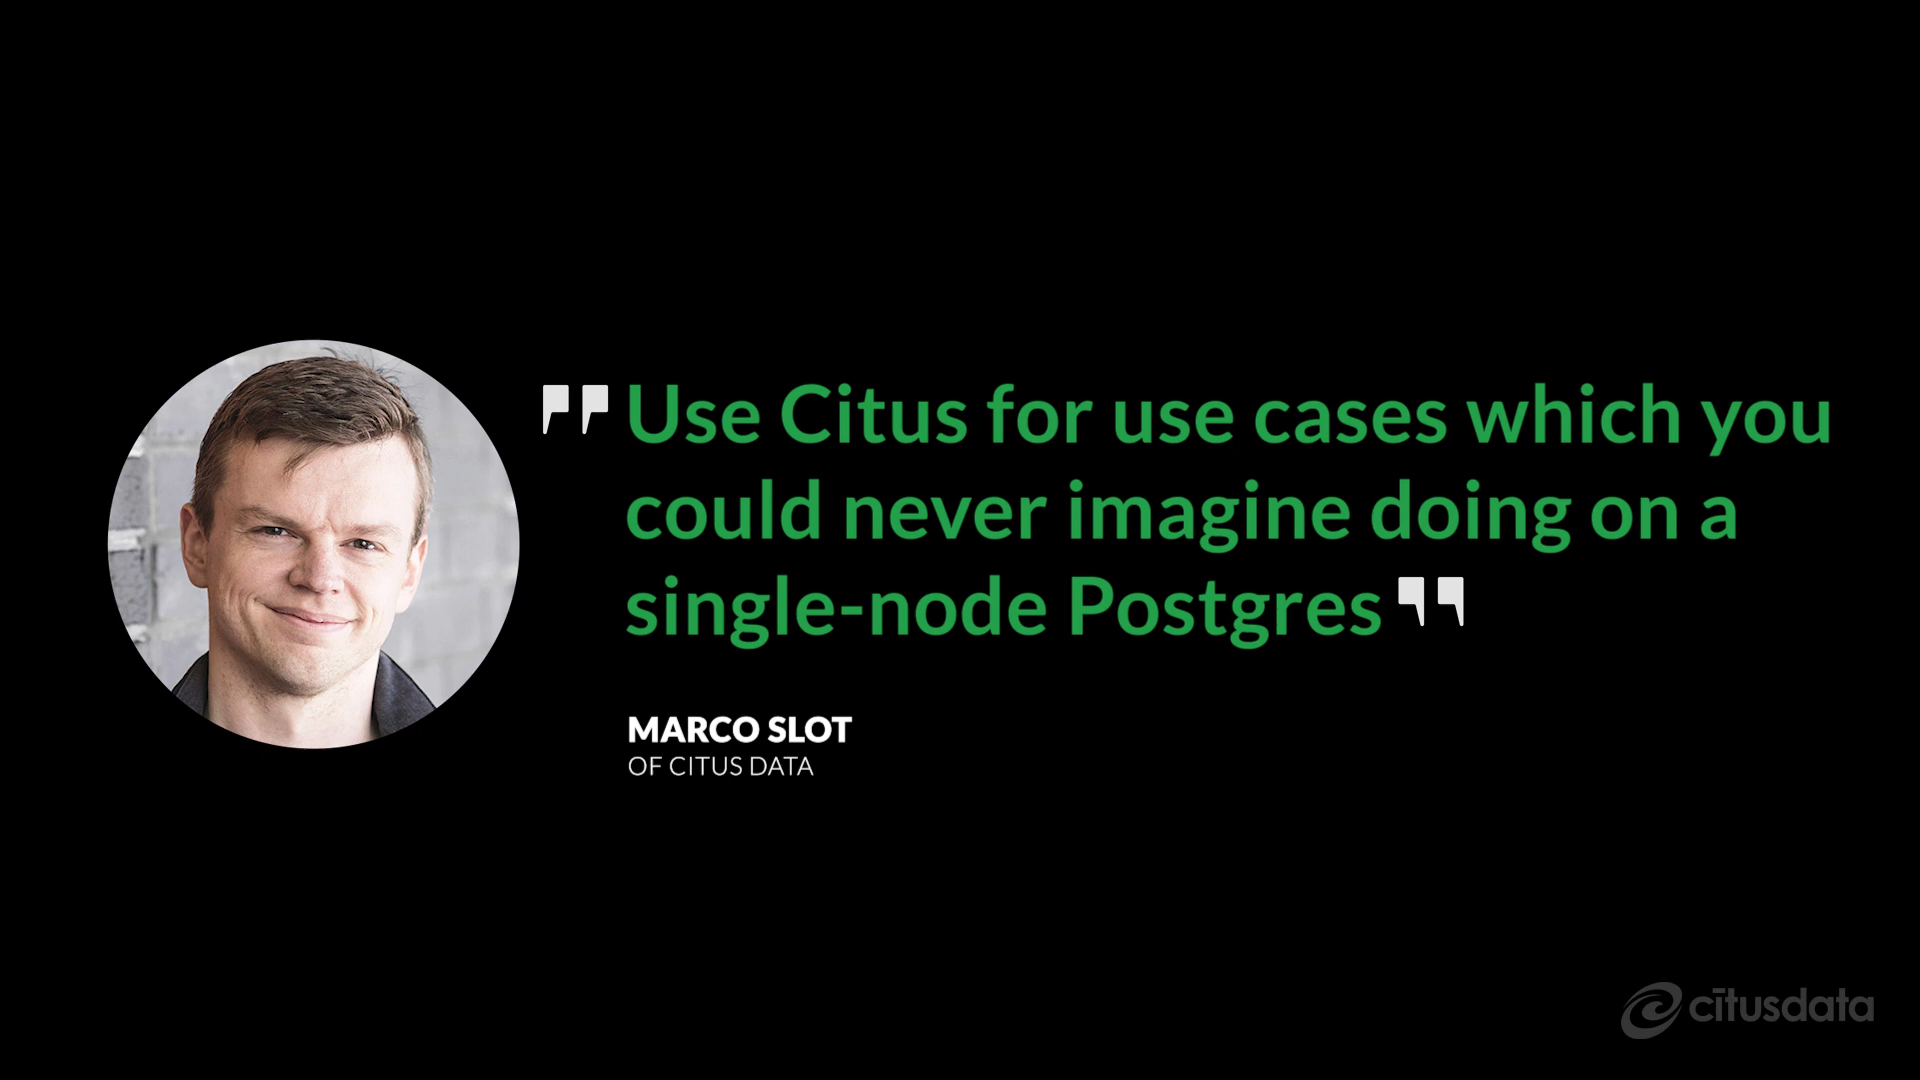 "Use Citus for use cases which you
could never imagine doing on a
single-node Postgres"
MARCO SLOT
OF CITUS DATA
citusdata